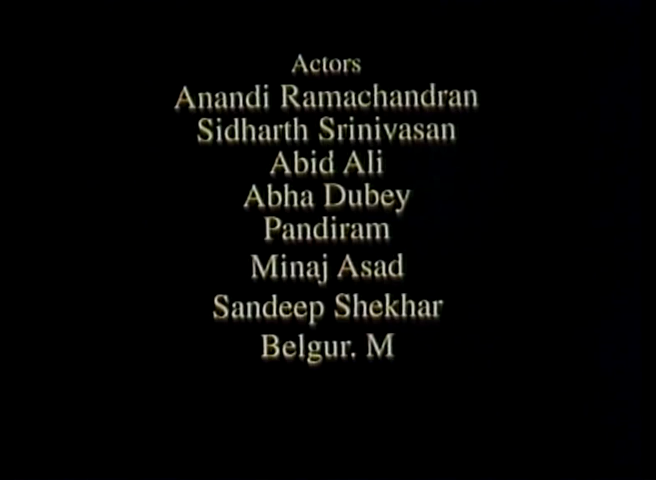 Actors
Anandi Ramachandran
Sidharth Srinivasan
Abid Ali
Abha Dubey
Pandiram
Minaj Asad
Sandeep Shekhar
Belgur. M